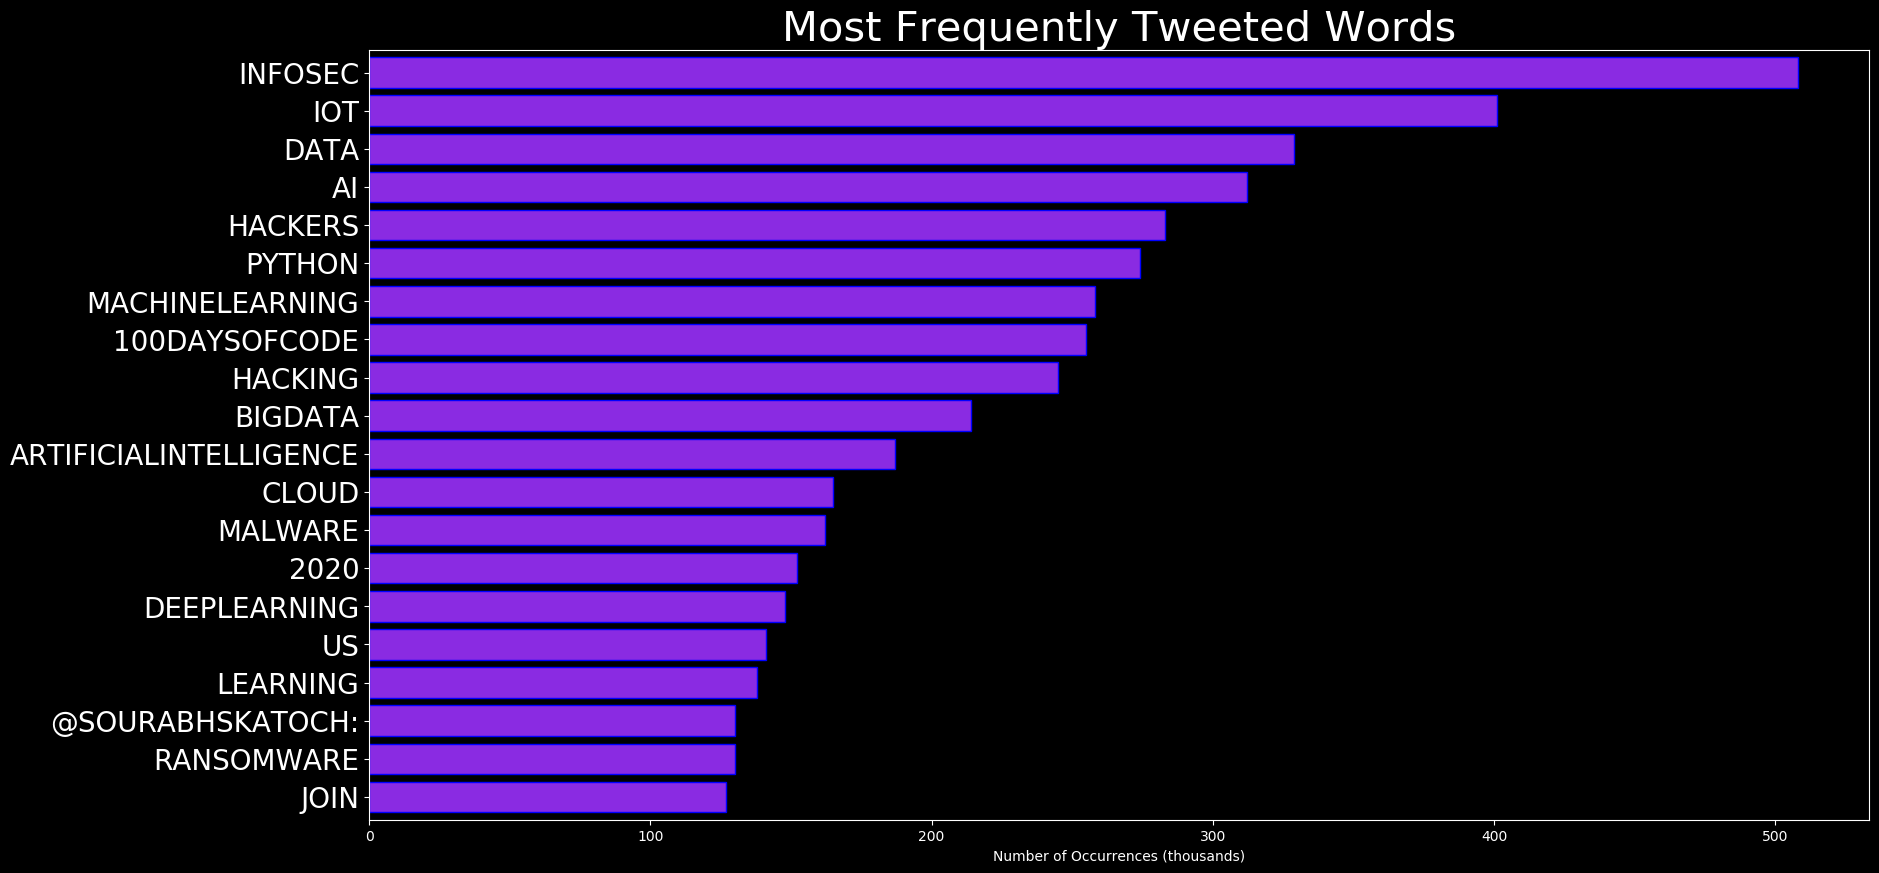 Most Frequently Tweeted Words
INFOSEC
IOT
DATA
AI
HACKERS
PYTHON
MACHINELEARNING
100DAYSOFCODE
HACKING
BIGDATA
ARTIFICIALINTELLIGENCE
CLOUD
MALWARE
2020
DEEPLEARNING
US
LEARNING
@SOURABHSKATOCH:
RANSOMWARE
JOIN
0 100 200 300 400 500
Number of Occurrences (thousands)